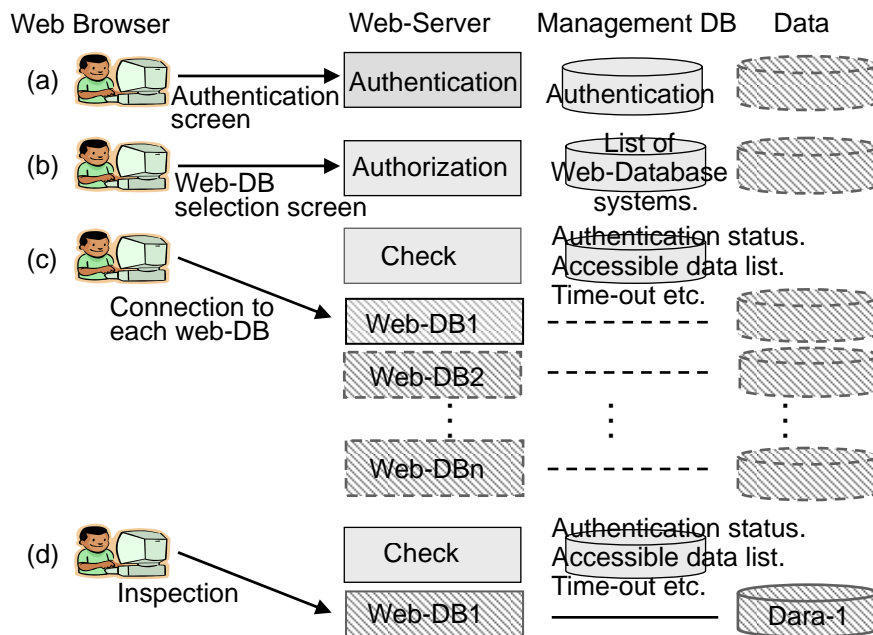 Web Browser Web-Server Management DB Data
(a) Authentication Authentication
Authentication
screen
(b) Authorization List of
Web-Database
systems.
Web-DB
selection screen
(c) Check Authentication status.
Accessible data list.
Time-out etc.
Connection to
each web-DB
Web-DB1
Web-DB2
Web-DBn
(d) Check Authentication status.
Accessible data list.
Time-out etc.
Inspection
Web-DB1 Dara-1